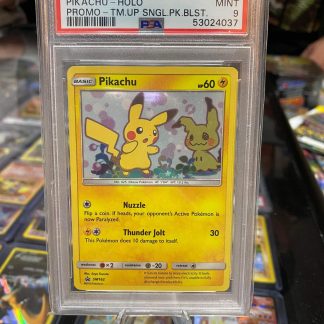 PIKACHU-HOLO MINT
PROMO-TM.UP SNGL.PK.BLST. 9
PSA 53024037
BASIC Pikachu HP60
Nuzzle
Flip a coin. If heads, your opponent's Active Pokémon is
now Paralyzed.
Thunder Jolt 30
This Pokémon does 10 damage to itself.
weakness ×2 resistance -20 retreat